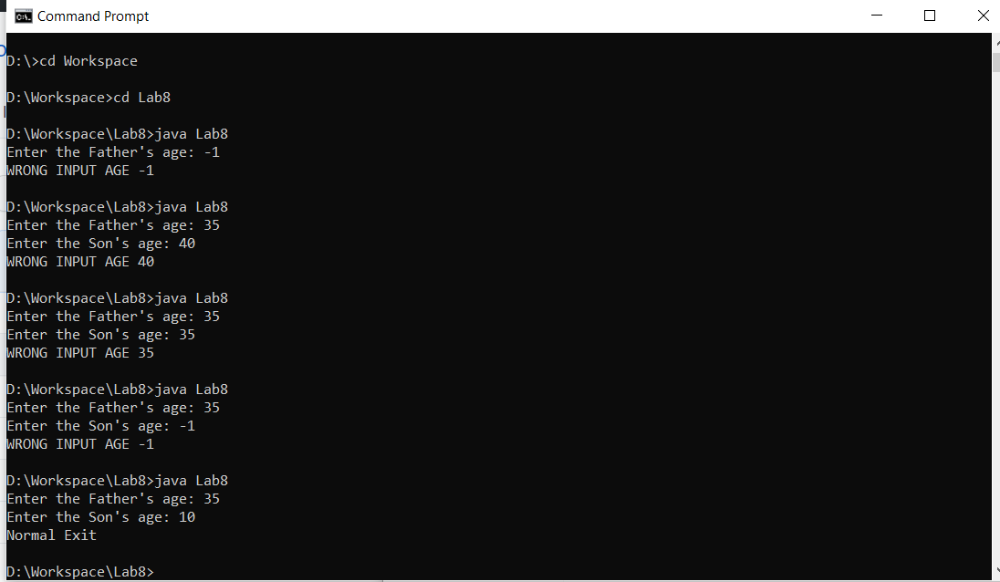 Command Prompt
D:\>cd Workspace
D:\Workspace>cd Lab8
D:\Workspace\Lab8>java Lab8
Enter the Father's age: -1
WRONG INPUT AGE -1
D:\Workspace\Lab8>java Lab8
Enter the Father's age: 35
Enter the Son's age: 40
WRONG INPUT AGE 40
D:\Workspace\Lab8>java Lab8
Enter the Father's age: 35
Enter the Son's age: 35
WRONG INPUT AGE 35
D:\Workspace\Lab8>java Lab8
Enter the Father's age: 35
Enter the Son's age: -1
WRONG INPUT AGE -1
D:\Workspace\Lab8>java Lab8
Enter the Father's age: 35
Enter the Son's age: 10
Normal Exit
D:\Workspace\Lab8>